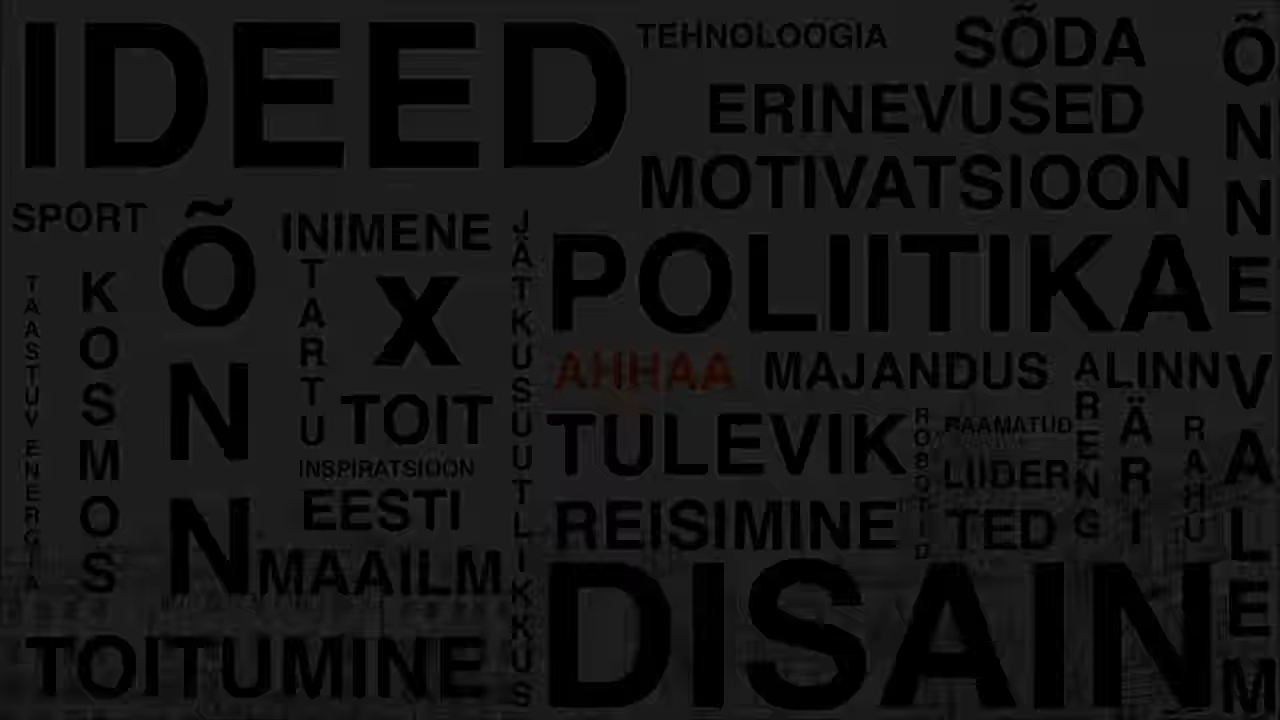 IDEED
TEHNOLOOGIA
SÕDA
ERINEVUSED
MOTIVATSIOON
ÕNNE VALEM
SPORT
ÕNN
INIMENE
JÄTKUSUUTLIKKUS
POLIITIKA
TAASTUV ENERGIA
KOSMOS
TARTU
X
AHHAA
MAJANDUS
ALINN
ARENG
TOIT
TULEVIK
ROBOTID
RAAMATUD
ÄRI
RAHU
INSPIRATSIOON
LIIDER
EESTI
REISIMINE
TED
MAAILM
DISAIN
TOITUMINE